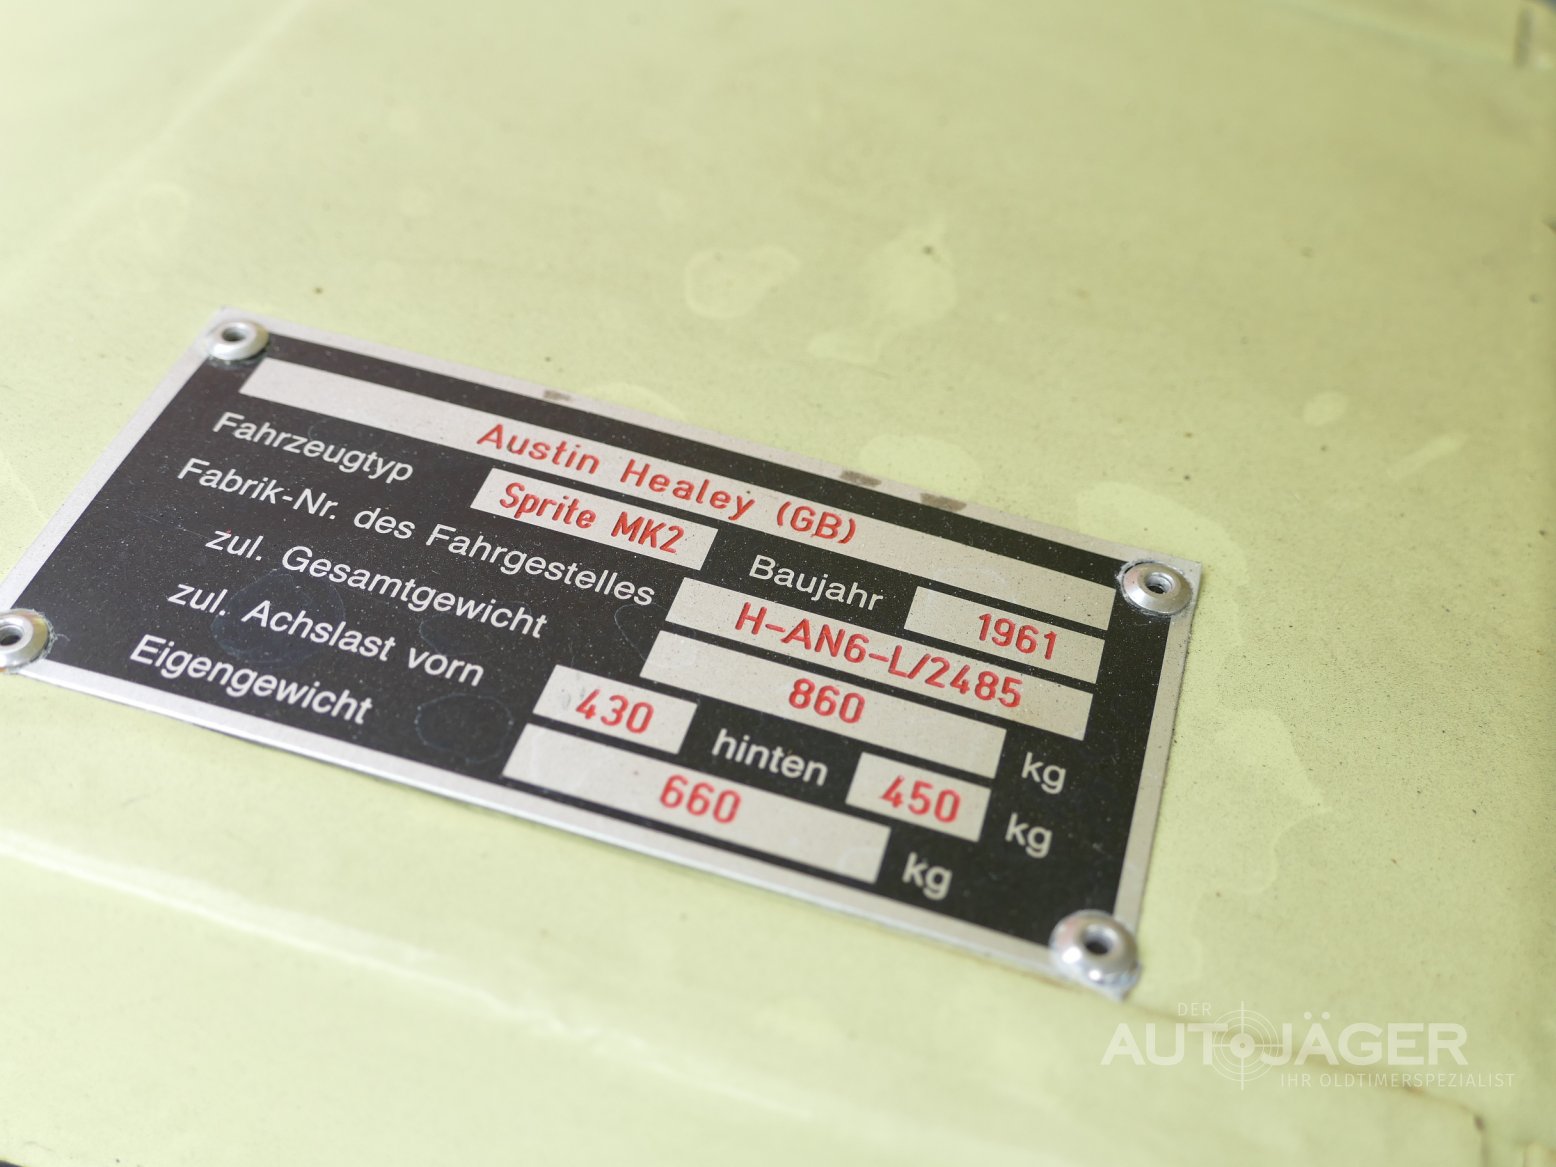 Austin Healey (GB)
Fahrzeugtyp Sprite MK2 Baujahr 1961
Fabrik-Nr. des Fahrgestelles H-AN6-L/2485
zul. Gesamtgewicht 860 kg
zul. Achslast vorn 430 hinten 450 kg
Eigengewicht 660 kg
DER
AUTOJÄGER
IHR OLDTIMERSPEZIALIST